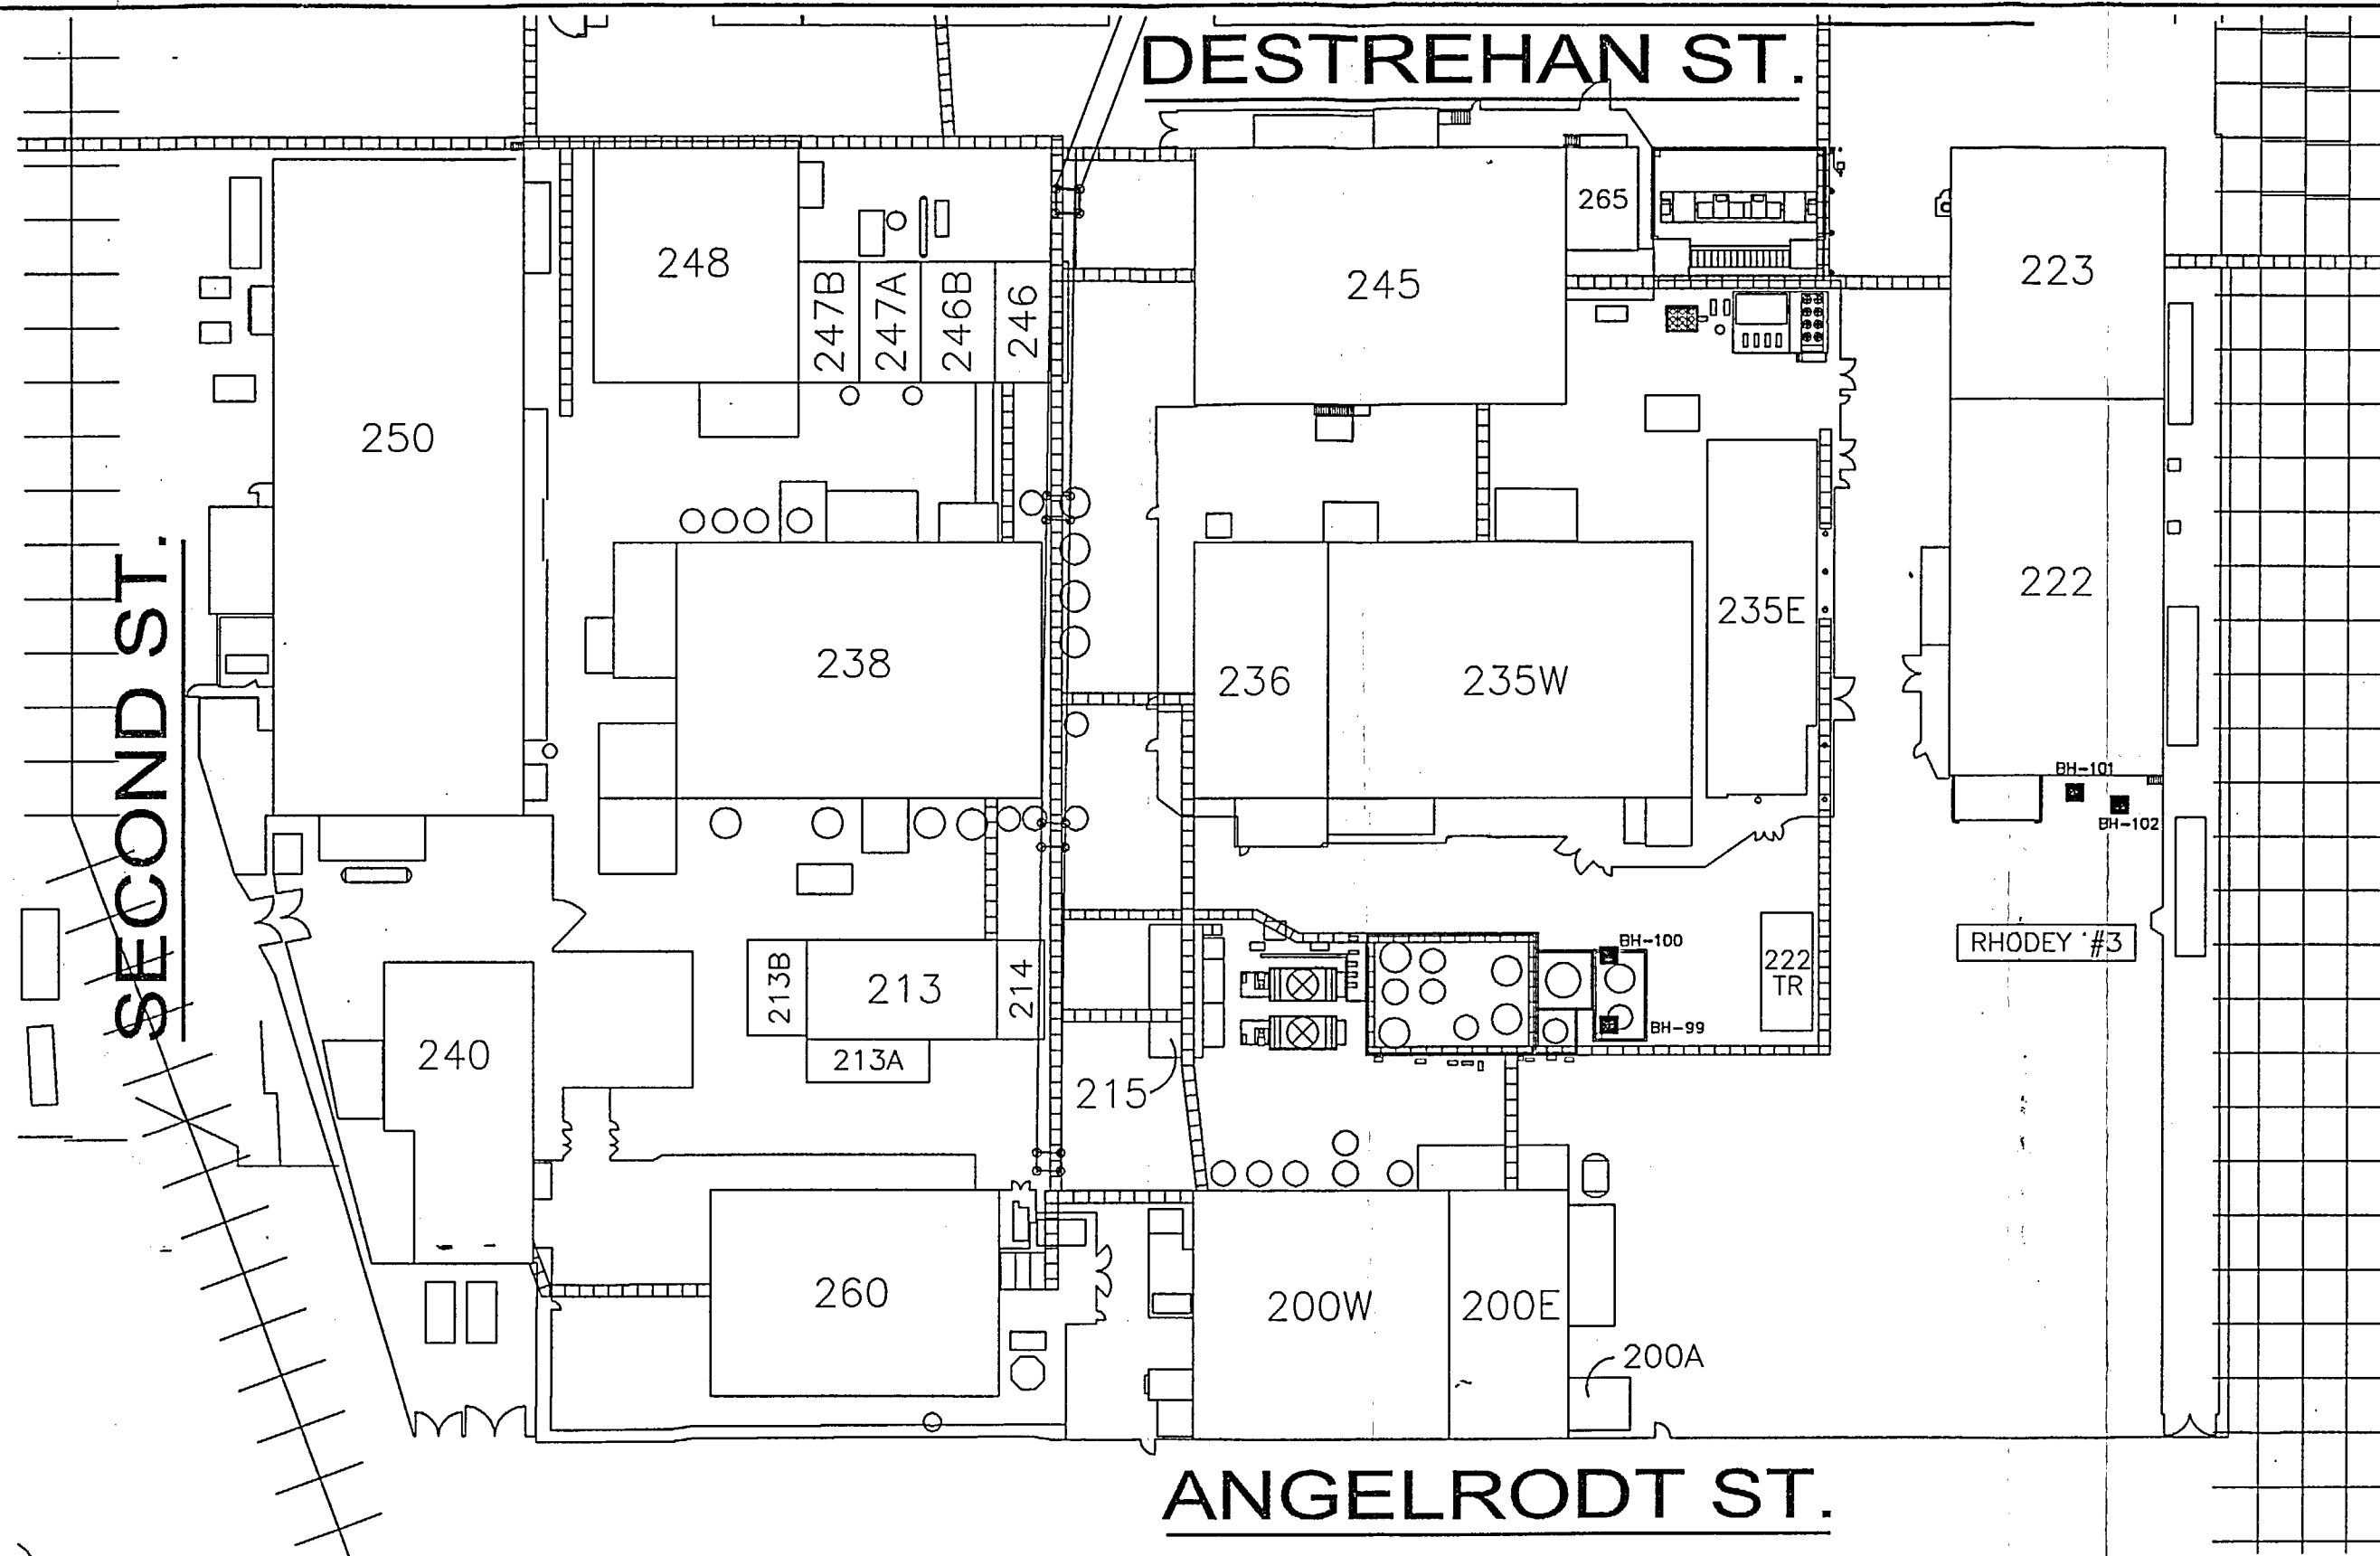 DESTREHAN ST.
265
248
245
223
247B
247A
246B
246
250
SECOND ST.
222
235E
238
236
235W
BH-101
BH-102
RHODEY #3
BH-100
222
TR
213B
213
214
BH-99
240
213A
215
260
200W
200E
200A
ANGELRODT ST.